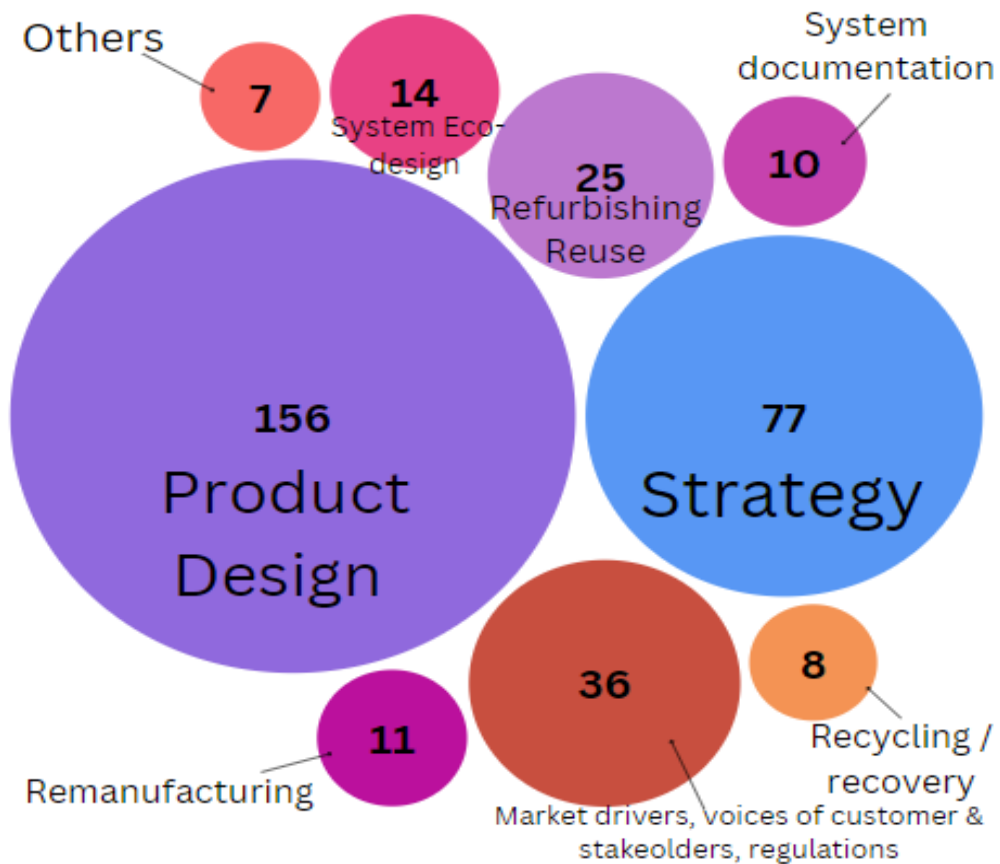 Others
7
14
System Eco-
design
25
Refurbishing
Reuse
System
documentation
10
156
Product
Design
77
Strategy
11
Remanufacturing
36
Market drivers, voices of customer &
stakeolders, regulations
8
Recycling /
recovery